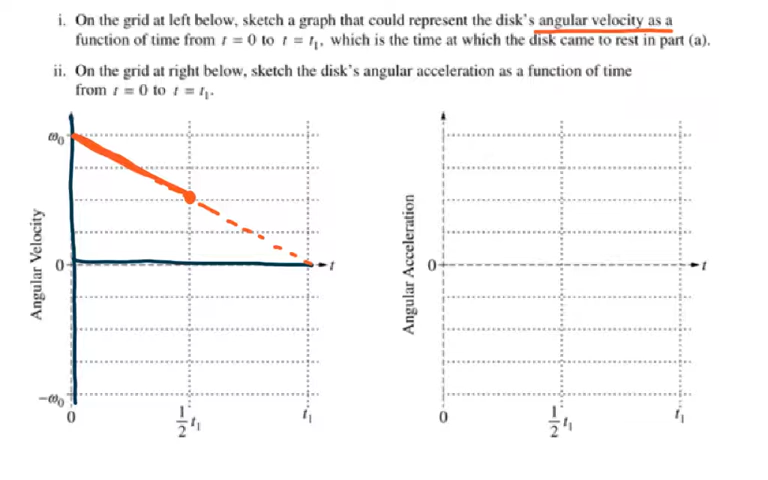 i. On the grid at left below, sketch a graph that could represent the disk's angular velocity as a
function of time from t = 0 to t = t₁, which is the time at which the disk came to rest in part (a).
ii. On the grid at right below, sketch the disk's angular acceleration as a function of time
from t = 0 to t = t₁.
ω₀
Angular Velocity
0
t
−ω₀
0
1/2 t₁
t₁
Angular Acceleration
0
t
0
1/2 t₁
t₁